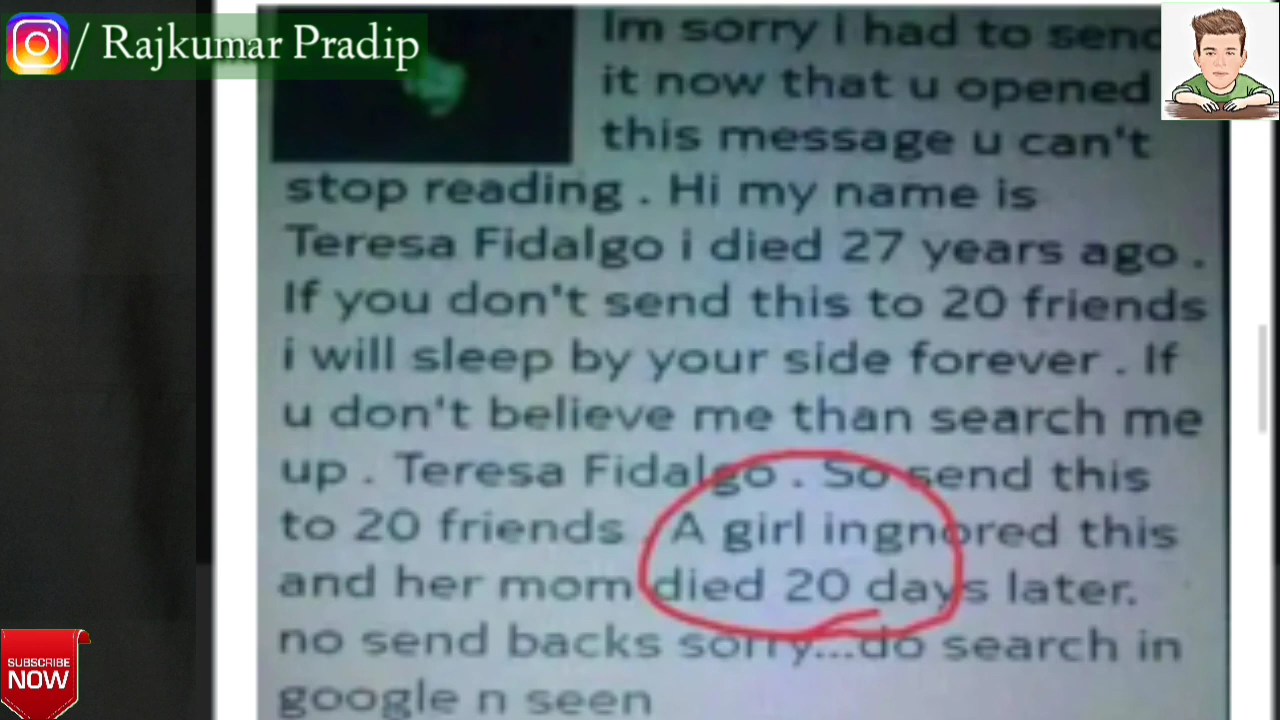 / Rajkumar Pradip
Im sorry i had to send
it now that u opened
this message u can't
stop reading . Hi my name is
Teresa Fidalgo i died 27 years ago .
If you don't send this to 20 friends
i will sleep by your side forever . If
u don't believe me than search me
up . Teresa Fidalgo . So send this
to 20 friends A girl ingnored this
and her mom died 20 days later.
no send backs sorry...do search in
google n seen
SUBSCRIBE
NOW